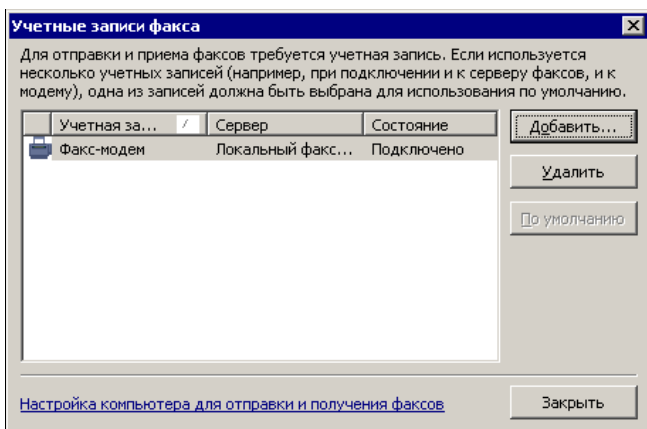 Учетные записи факса
Для отправки и приема факсов требуется учетная запись. Если используется
несколько учетных записей (например, при подключении и к серверу факсов, и к
модему), одна из записей должна быть выбрана для использования по умолчанию.
Учетная за... Сервер Состояние
Факс-модем Локальный факс... Подключено
Добавить...
Удалить
По умолчанию
Настройка компьютера для отправки и получения факсов
Закрыть